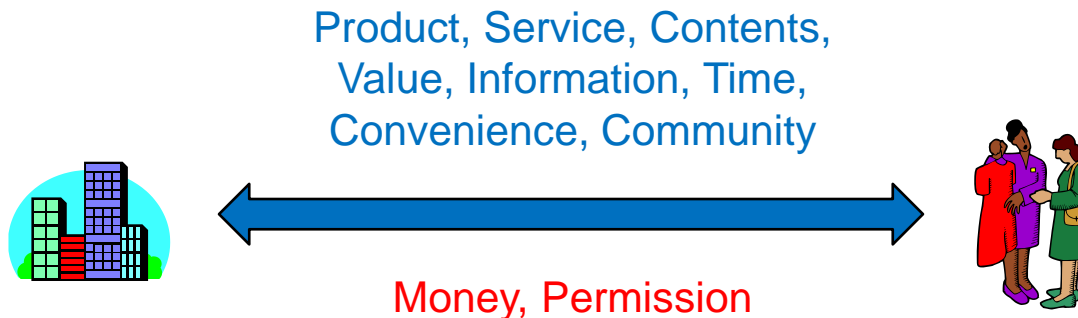 Product, Service, Contents,
Value, Information, Time,
Convenience, Community
Money, Permission